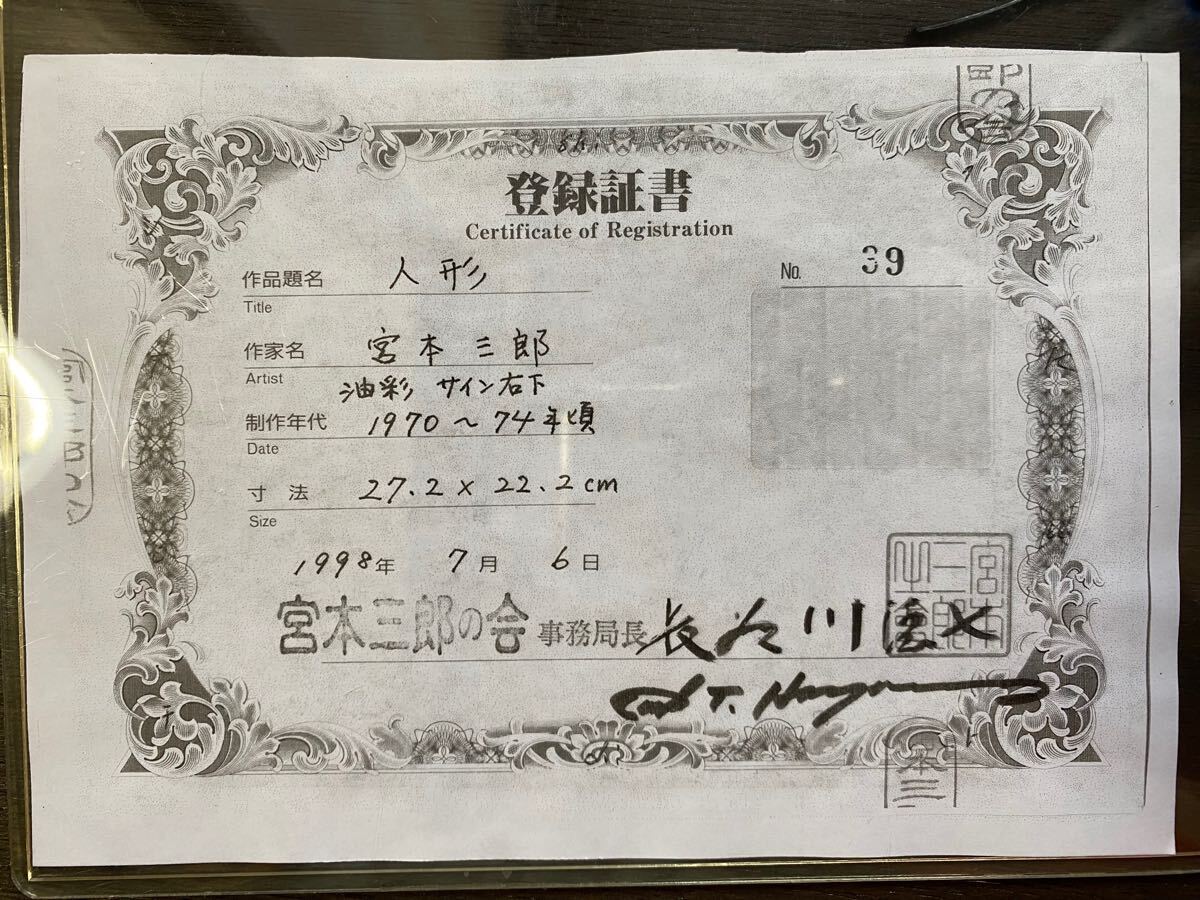 登録証書
Certificate of Registration
作品題名 人形
Title
No. 39
作家名 宮本三郎
Artist
油彩 サイン右下
制作年代 1970〜74年頃
Date
寸法 27.2 × 22.2 cm
Size
1998年 7月 6日
宮本三郎の会 事務局長 長谷川
本三